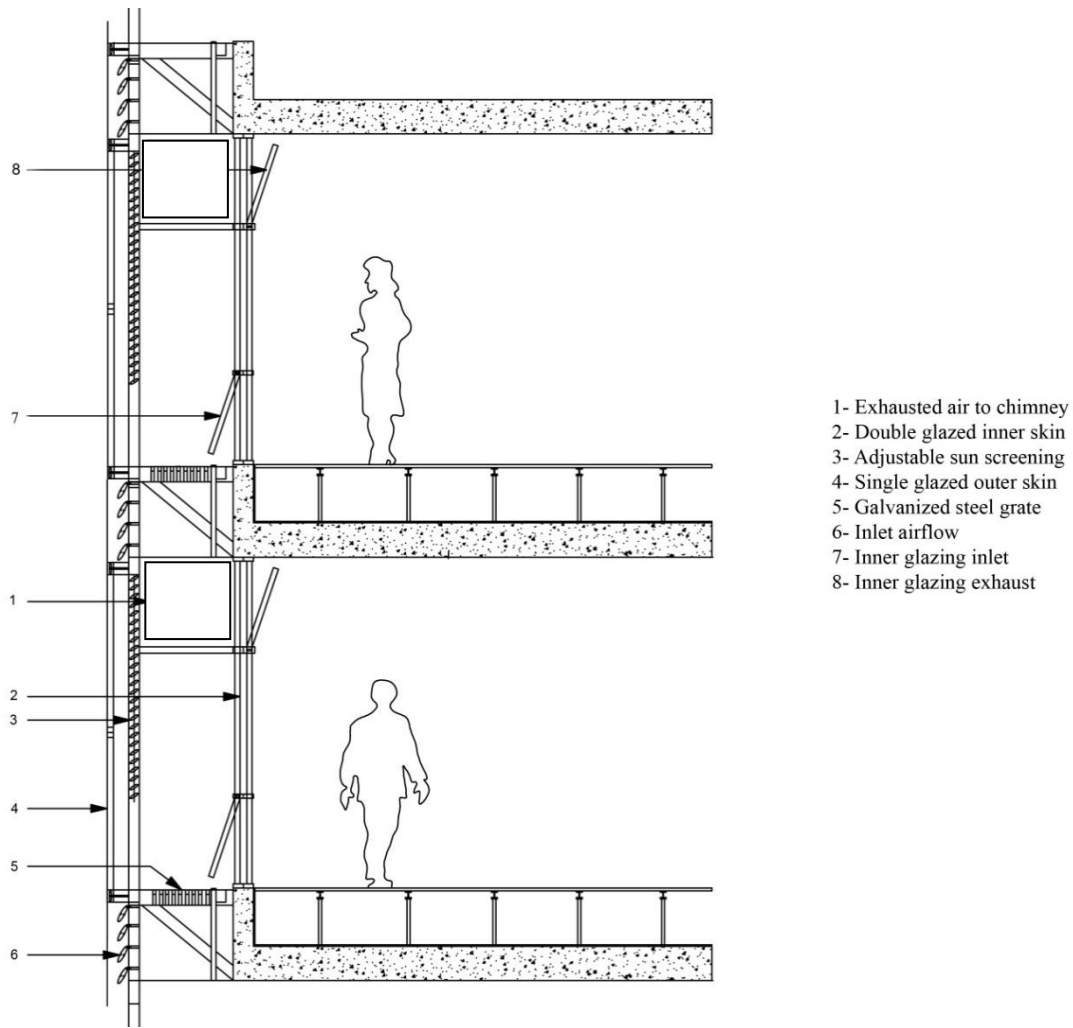 8
7
1
2
3
4
5
6
1- Exhausted air to chimney
2- Double glazed inner skin
3- Adjustable sun screening
4- Single glazed outer skin
5- Galvanized steel grate
6- Inlet airflow
7- Inner glazing inlet
8- Inner glazing exhaust